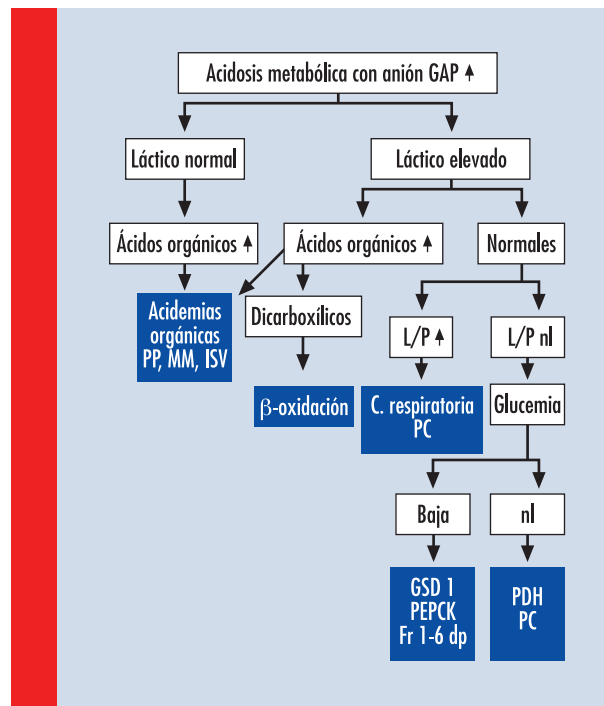 Acidosis metabólica con anión GAP ↑
Láctico normal
Láctico elevado
Ácidos orgánicos ↑
Ácidos orgánicos ↑
Normales
Acidemias
orgánicas
PP, MM, ISV
Dicarboxílicos
L/P ↑
L/P nl
β-oxidación
C. respiratoria
PC
Glucemia
Baja
nl
GSD 1
PEPCK
Fr 1-6 dp
PDH
PC